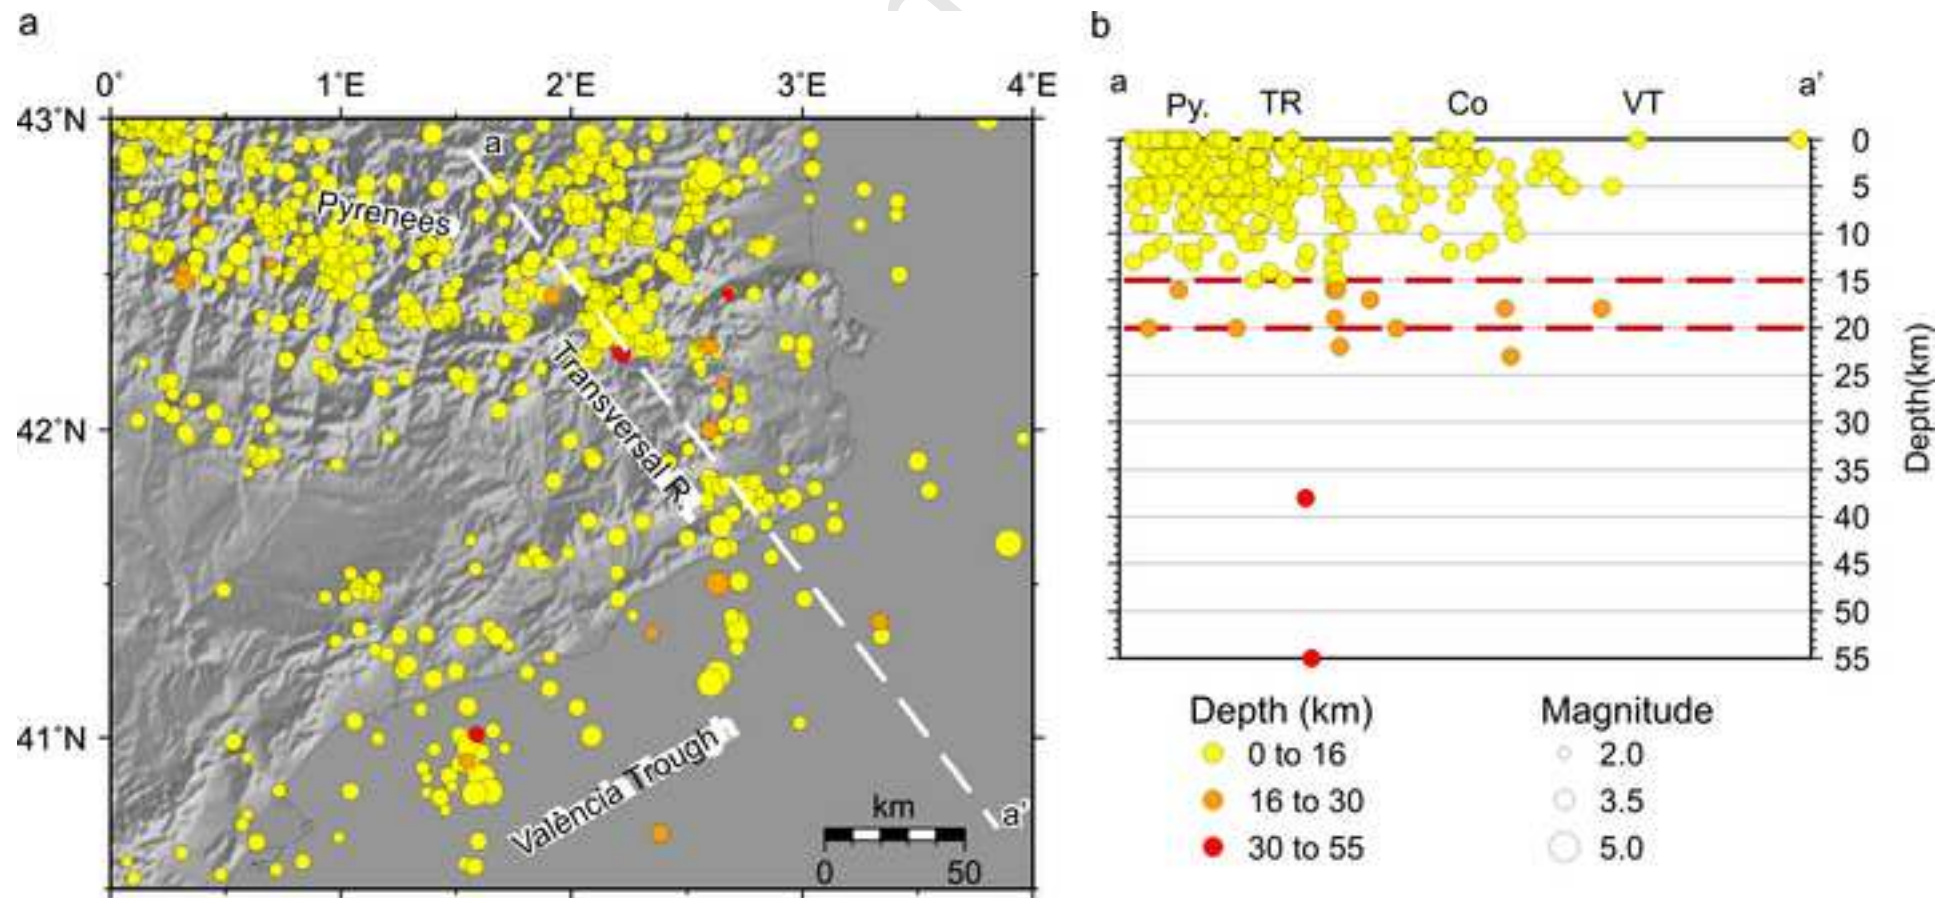 a
b
0˚ 1˚E 2˚E 3˚E 4˚E
43˚N
42˚N
41˚N
a
Pyrenees
Transversal R.
València Trough
a'
km
0 50
a a'
Py. TR Co VT
0
5
10
15
20
25
30
35
40
45
50
55
Depth(km)
Depth (km)
0 to 16
16 to 30
30 to 55
Magnitude
2.0
3.5
5.0